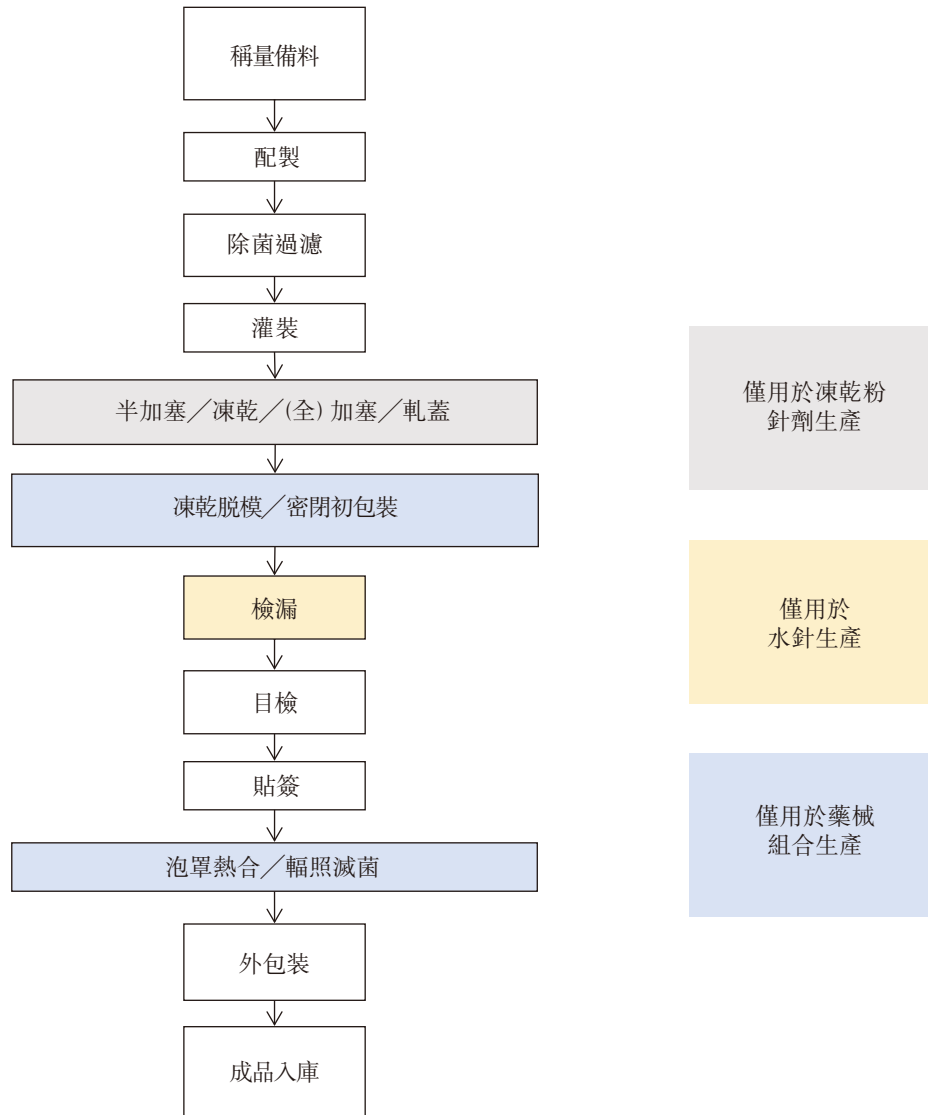 稱量備料
配製
除菌過濾
灌裝
半加塞／凍乾／(全) 加塞／軋蓋
凍乾脱模／密閉初包裝
檢漏
目檢
貼簽
泡罩熱合／輻照滅菌
外包裝
成品入庫
僅用於凍乾粉
針劑生產
僅用於
水針生產
僅用於藥械
組合生產